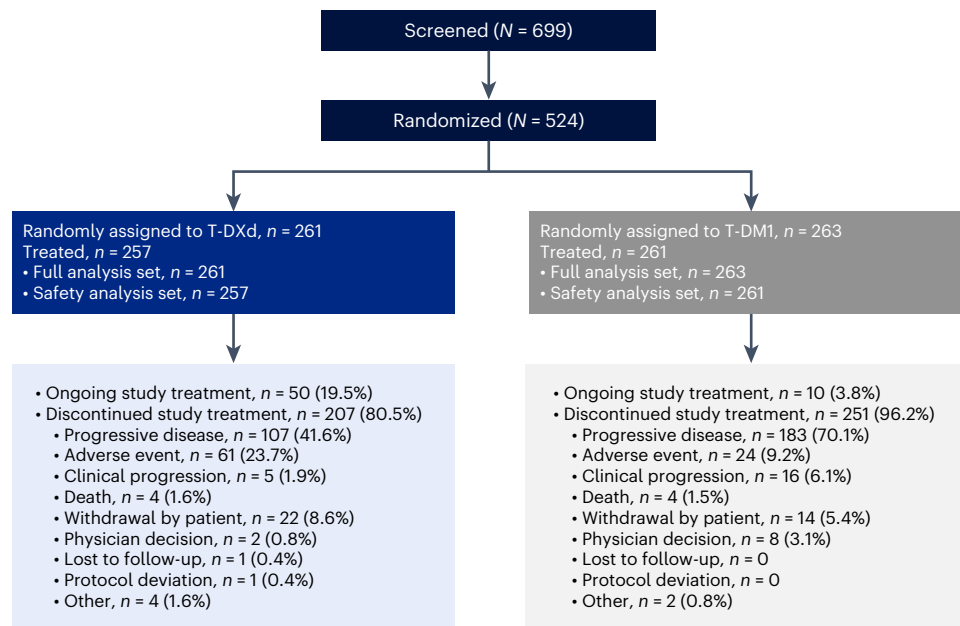 Screened (N = 699)
Randomized (N = 524)
Randomly assigned to T-DXd, n = 261
Treated, n = 257
• Full analysis set, n = 261
• Safety analysis set, n = 257
Randomly assigned to T-DM1, n = 263
Treated, n = 261
• Full analysis set, n = 263
• Safety analysis set, n = 261
• Ongoing study treatment, n = 50 (19.5%)
• Discontinued study treatment, n = 207 (80.5%)
• Progressive disease, n = 107 (41.6%)
• Adverse event, n = 61 (23.7%)
• Clinical progression, n = 5 (1.9%)
• Death, n = 4 (1.6%)
• Withdrawal by patient, n = 22 (8.6%)
• Physician decision, n = 2 (0.8%)
• Lost to follow-up, n = 1 (0.4%)
• Protocol deviation, n = 1 (0.4%)
• Other, n = 4 (1.6%)
• Ongoing study treatment, n = 10 (3.8%)
• Discontinued study treatment, n = 251 (96.2%)
• Progressive disease, n = 183 (70.1%)
• Adverse event, n = 24 (9.2%)
• Clinical progression, n = 16 (6.1%)
• Death, n = 4 (1.5%)
• Withdrawal by patient, n = 14 (5.4%)
• Physician decision, n = 8 (3.1%)
• Lost to follow-up, n = 0
• Protocol deviation, n = 0
• Other, n = 2 (0.8%)